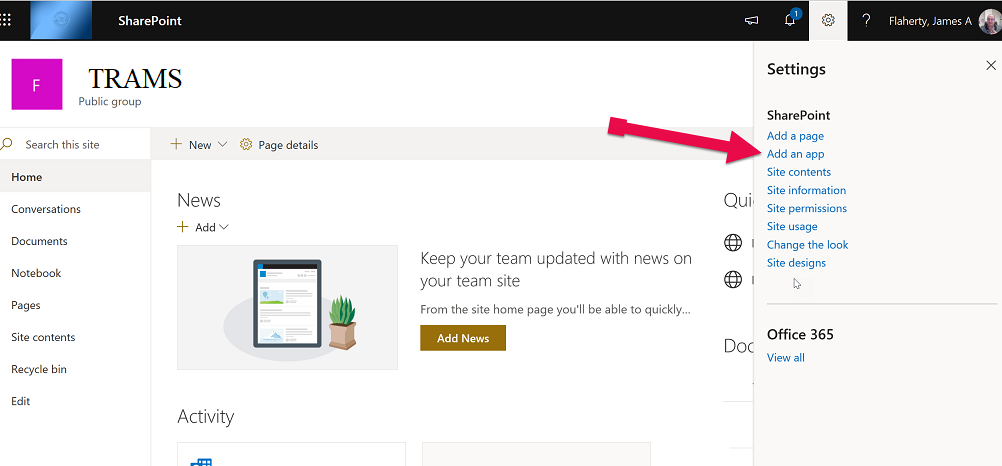 SharePoint
1
?
Flaherty, James A
F
TRAMS
Public group
Search this site
Home
Conversations
Documents
Notebook
Pages
Site contents
Recycle bin
Edit
New
Page details
News
Add
Keep your team updated with news on
your team site
From the site home page you'll be able to quickly...
Add News
Activity
Qui
Doc
Settings
SharePoint
Add a page
Add an app
Site contents
Site information
Site permissions
Site usage
Change the look
Site designs
Office 365
View all